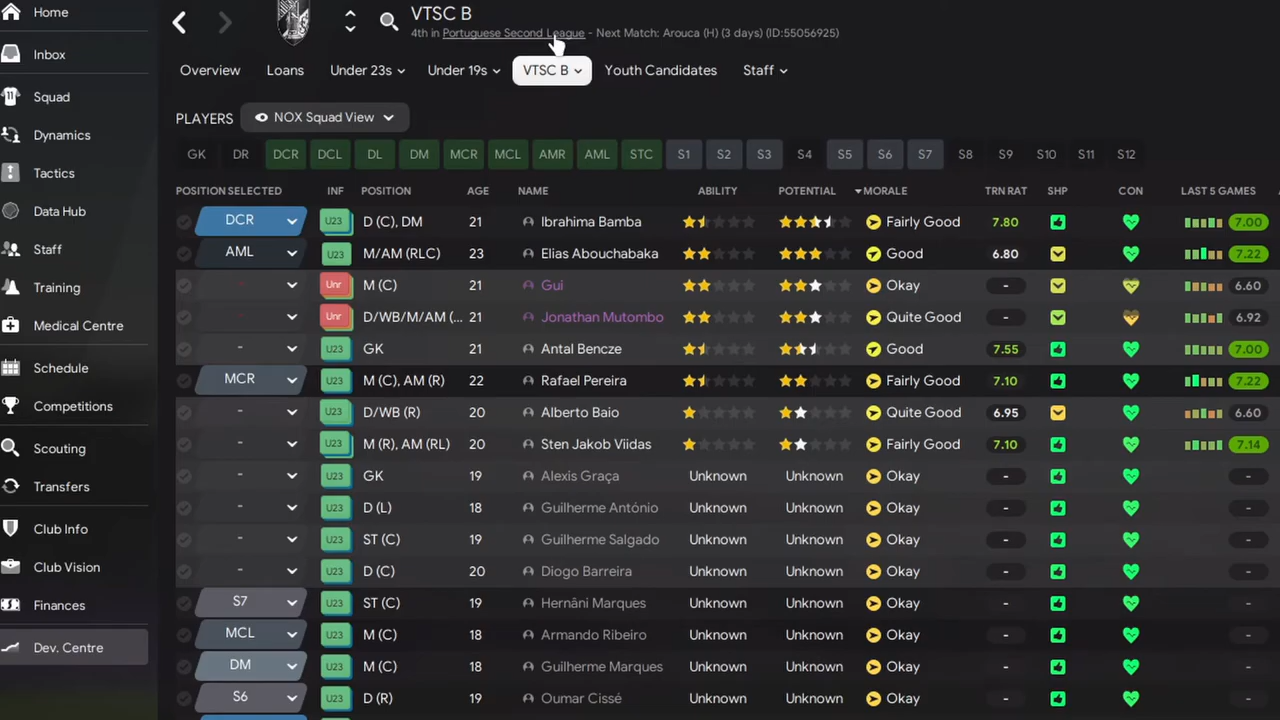 Home
Inbox
Squad
Dynamics
Tactics
Data Hub
Staff
Training
Medical Centre
Schedule
Competitions
Scouting
Transfers
Club Info
Club Vision
Finances
Dev. Centre
VTSC B
4th in Portuguese Second League - Next Match: Arouca (H) (3 days) (ID:55056925)
Overview Loans Under 23s Under 19s VTSC B Youth Candidates Staff
PLAYERS NOX Squad View
GK DR DCR DCL DL DM MCR MCL AMR AML STC S1 S2 S3 S4 S5 S6 S7 S8 S9 S10 S11 S12
POSITION SELECTED INF POSITION AGE NAME ABILITY POTENTIAL MORALE TRN RAT SHP CON LAST 5 GAMES
DCR U23 D (C), DM 21 Ibrahima Bamba Fairly Good 7.80 7.00
AML U23 M/AM (RLC) 23 Elias Abouchabaka Good 6.80 7.22
- Unr M (C) 21 Gui Okay - 6.60
- Unr D/WB/M/AM (... 21 Jonathan Mutombo Quite Good - 6.92
- U23 GK 21 Antal Bencze Good 7.55 7.00
MCR U23 M (C), AM (R) 22 Rafael Pereira Fairly Good 7.10 7.22
- U23 D/WB (R) 20 Alberto Baio Quite Good 6.95 6.60
- U23 M (R), AM (RL) 20 Sten Jakob Viidas Fairly Good 7.10 7.14
- U23 GK 19 Alexis Graça Unknown Unknown Okay - -
- U23 D (L) 18 Guilherme António Unknown Unknown Okay - -
- U23 ST (C) 19 Guilherme Salgado Unknown Unknown Okay - -
- U23 D (C) 20 Diogo Barreira Unknown Unknown Okay - -
S7 U23 ST (C) 19 Hernâni Marques Unknown Unknown Okay - -
MCL U23 M (C) 18 Armando Ribeiro Unknown Unknown Okay - -
DM U23 M (C) 18 Guilherme Marques Unknown Unknown Okay - -
S6 U23 D (R) 19 Oumar Cissé Unknown Unknown Okay - -